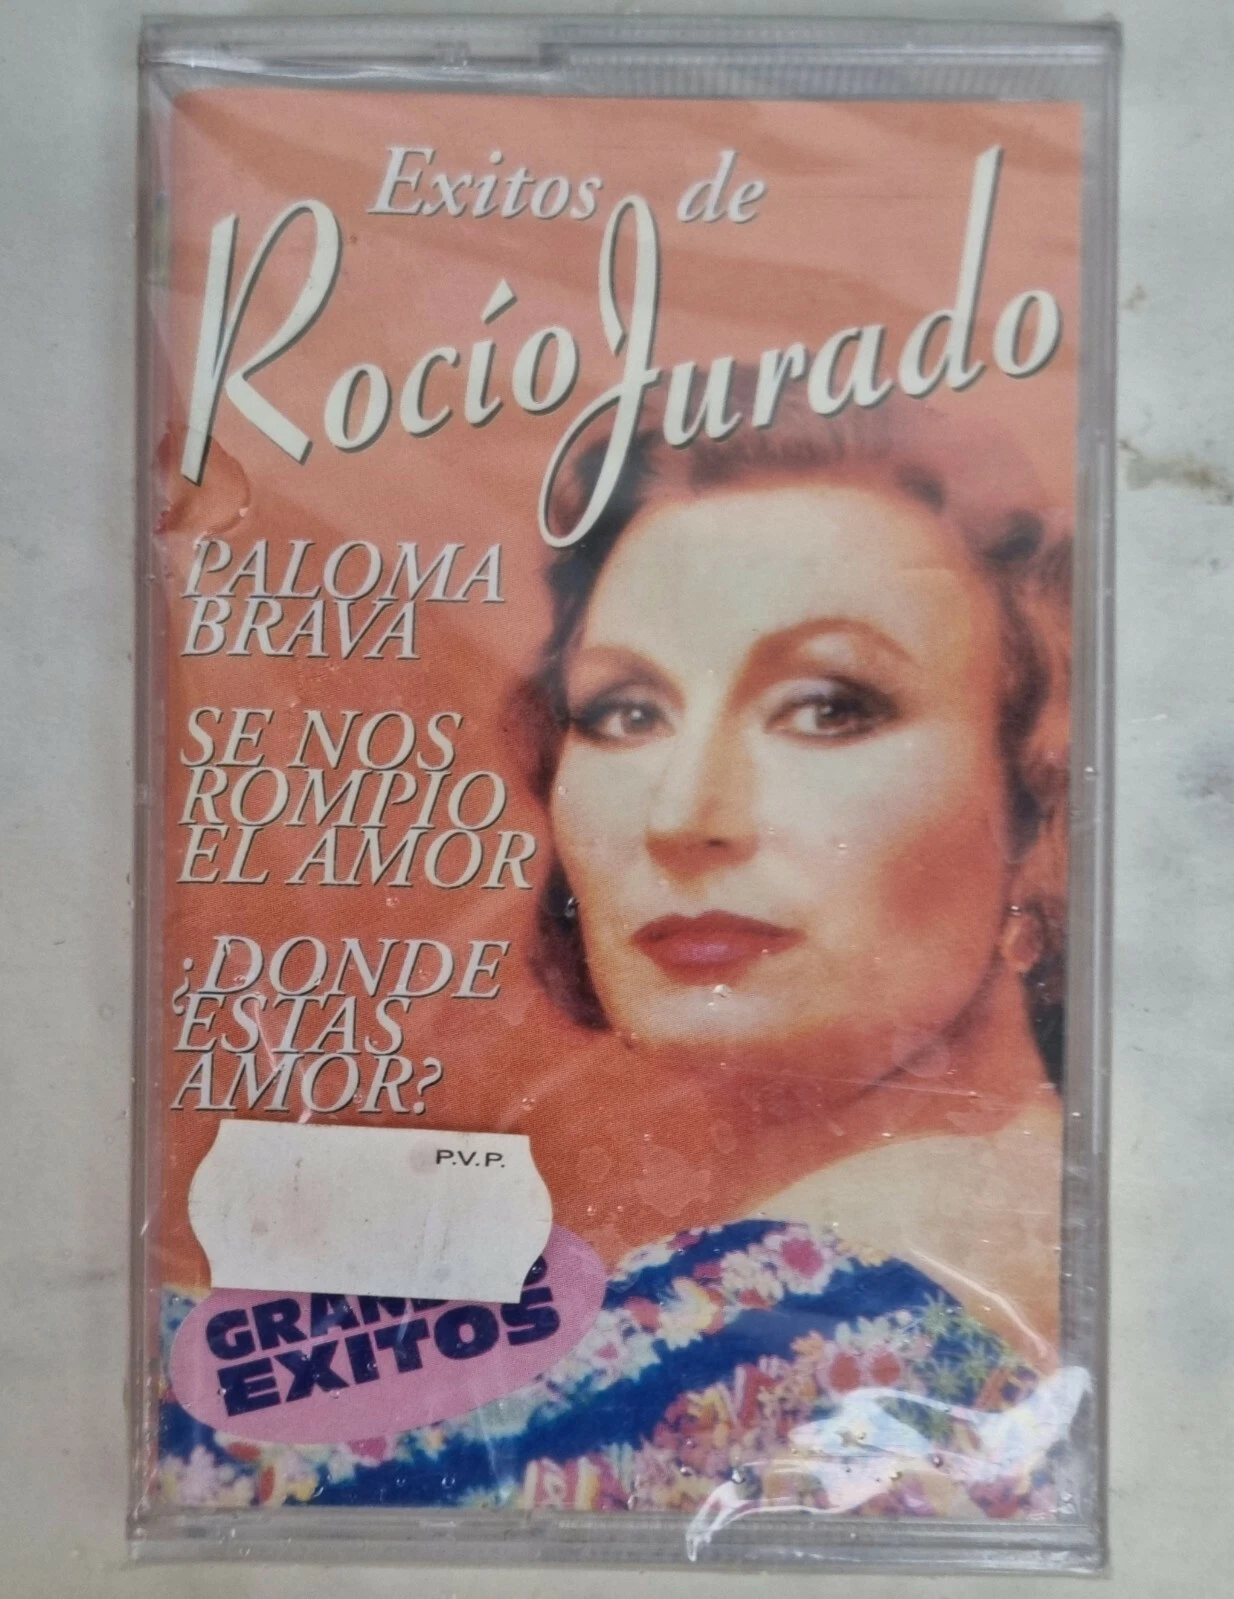 Exitos de
Rocío Jurado
PALOMA
BRAVA
SE NOS
ROMPIO
EL AMOR
¿DONDE
ESTAS
AMOR?
P.V.P.
EXITOS